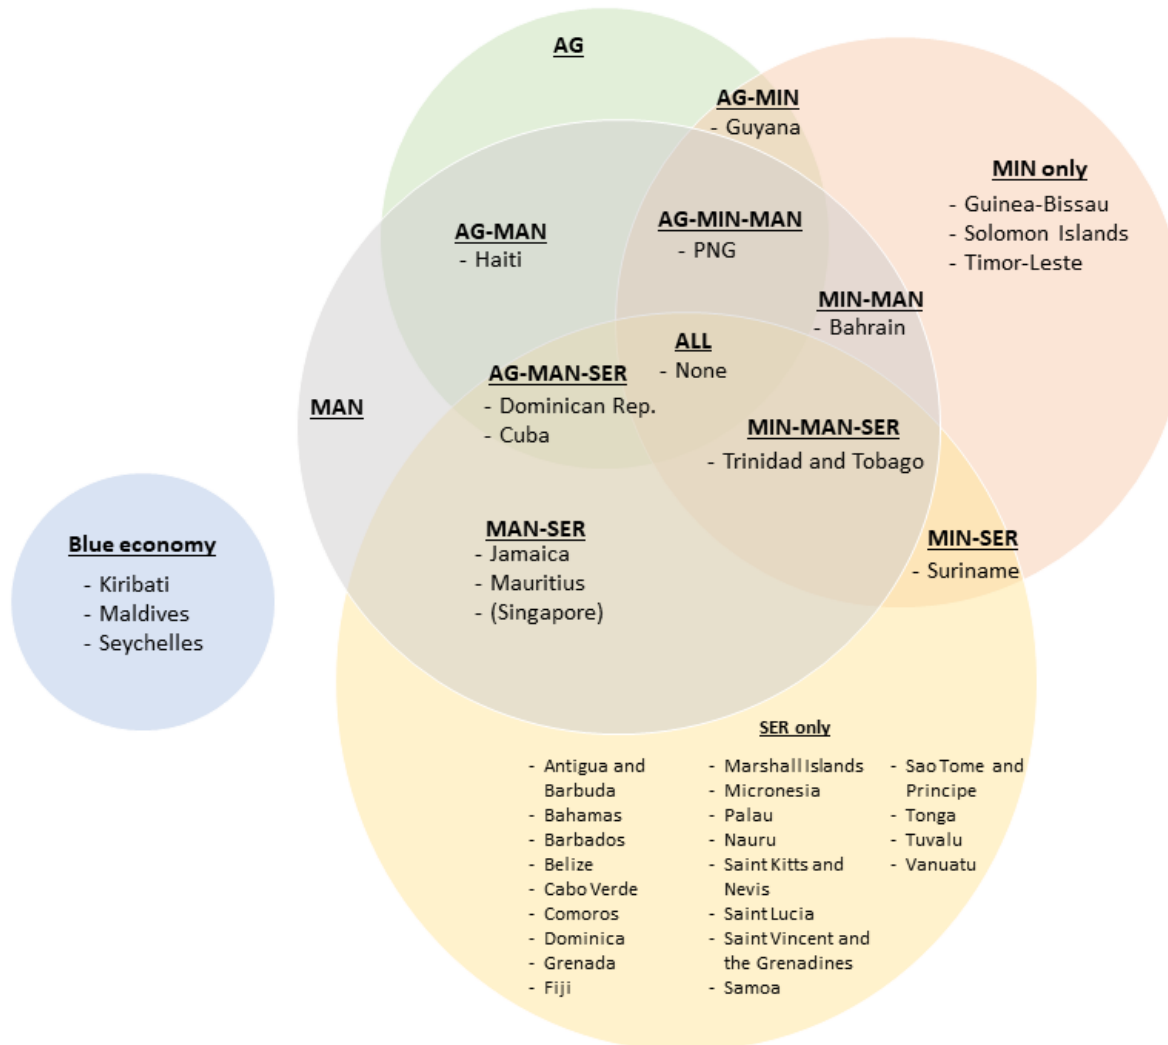 AG
AG-MIN
- Guyana
MIN only
- Guinea-Bissau
- Solomon Islands
- Timor-Leste
AG-MAN
- Haiti
AG-MIN-MAN
- PNG
MIN-MAN
- Bahrain
ALL
- None
AG-MAN-SER
- Dominican Rep.
- Cuba
MAN
MIN-MAN-SER
- Trinidad and Tobago
MAN-SER
- Jamaica
- Mauritius
- (Singapore)
MIN-SER
- Suriname
Blue economy
- Kiribati
- Maldives
- Seychelles
SER only
- Antigua and
Barbuda
- Bahamas
- Barbados
- Belize
- Cabo Verde
- Comoros
- Dominica
- Grenada
- Fiji
- Marshall Islands
- Micronesia
- Palau
- Nauru
- Saint Kitts and
Nevis
- Saint Lucia
- Saint Vincent and
the Grenadines
- Samoa
- Sao Tome and
Principe
- Tonga
- Tuvalu
- Vanuatu